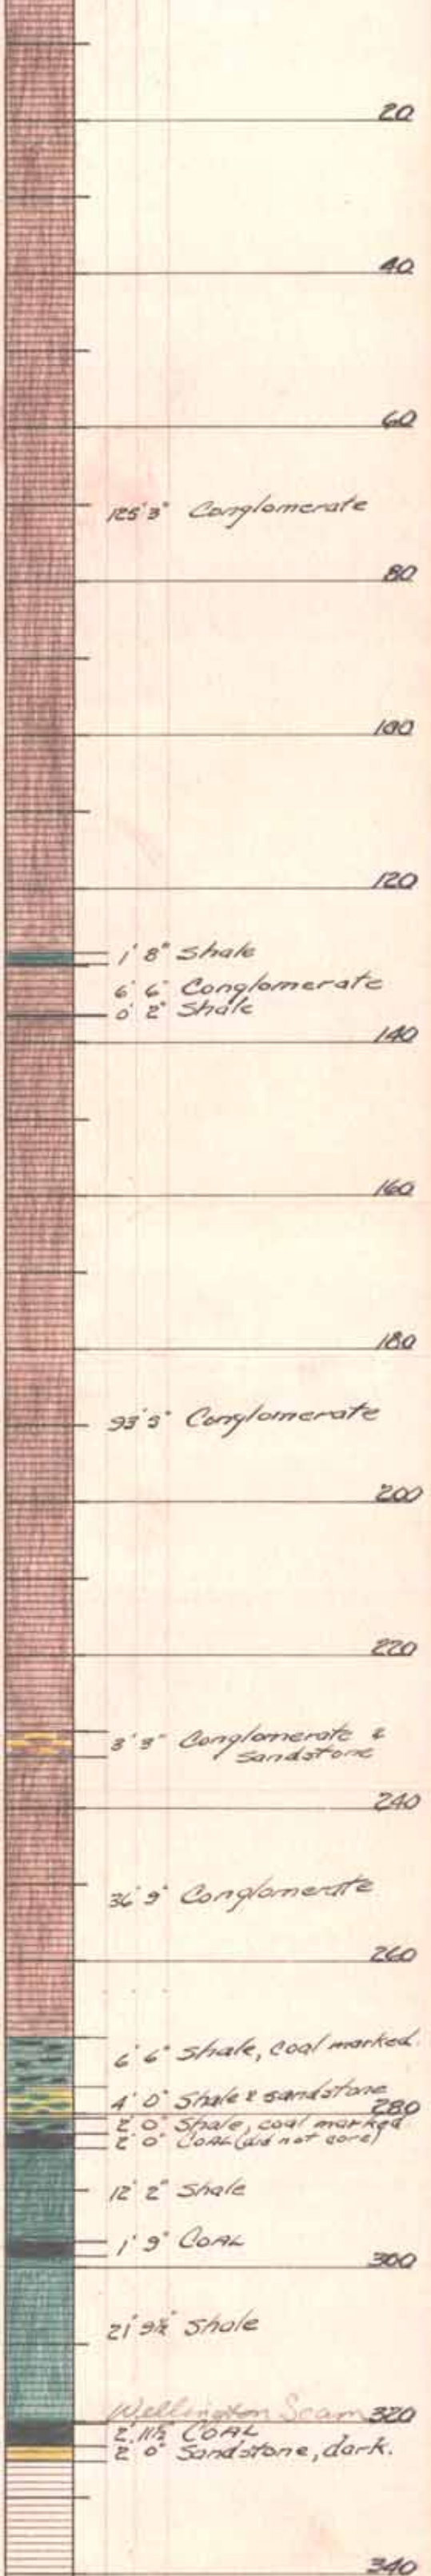 20
40
60
125' 3" Conglomerate
80
100
120
1' 8" Shale
6' 6" Conglomerate
0' 2" Shale
140
160
180
93' 3" Conglomerate
200
220
3' 3" Conglomerate &
Sandstone
240
36' 9" Conglomerate
260
6' 6" Shale, coal marked.
4' 0" Shale & sandstone
280
2' 0" Shale, coal marked
2' 0" COAL (did not core)
12' 2" Shale
1' 9" COAL
300
21' 9½" Shale
Wellington Seam 320
2' 11½" COAL
2' 0" Sandstone, dark.
340